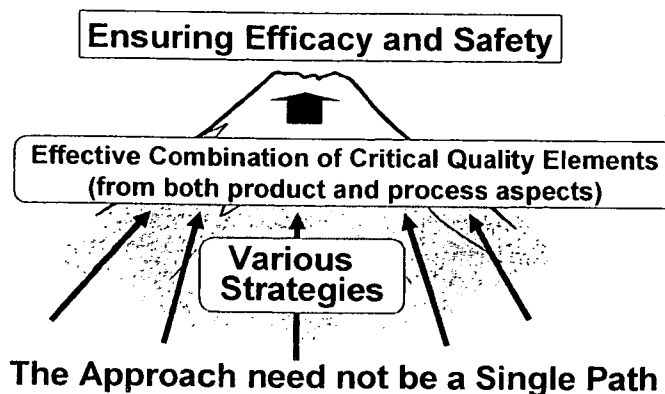 Ensuring Efficacy and Safety
Effective Combination of Critical Quality Elements
(from both product and process aspects)
Various
Strategies
The Approach need not be a Single Path